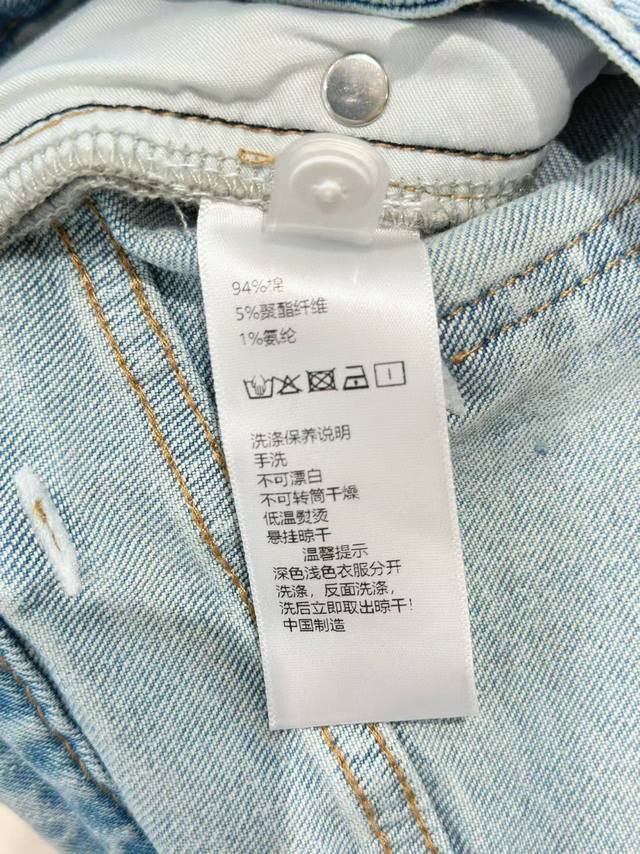 94%棉
5%聚酯纤维
1%氨纶
洗涤保养说明
手洗
不可漂白
不可转筒干燥
低温熨烫
悬挂晾干
温馨提示
深色浅色衣服分开
洗涤，反面洗涤，
洗后立即取出晾干！
中国制造